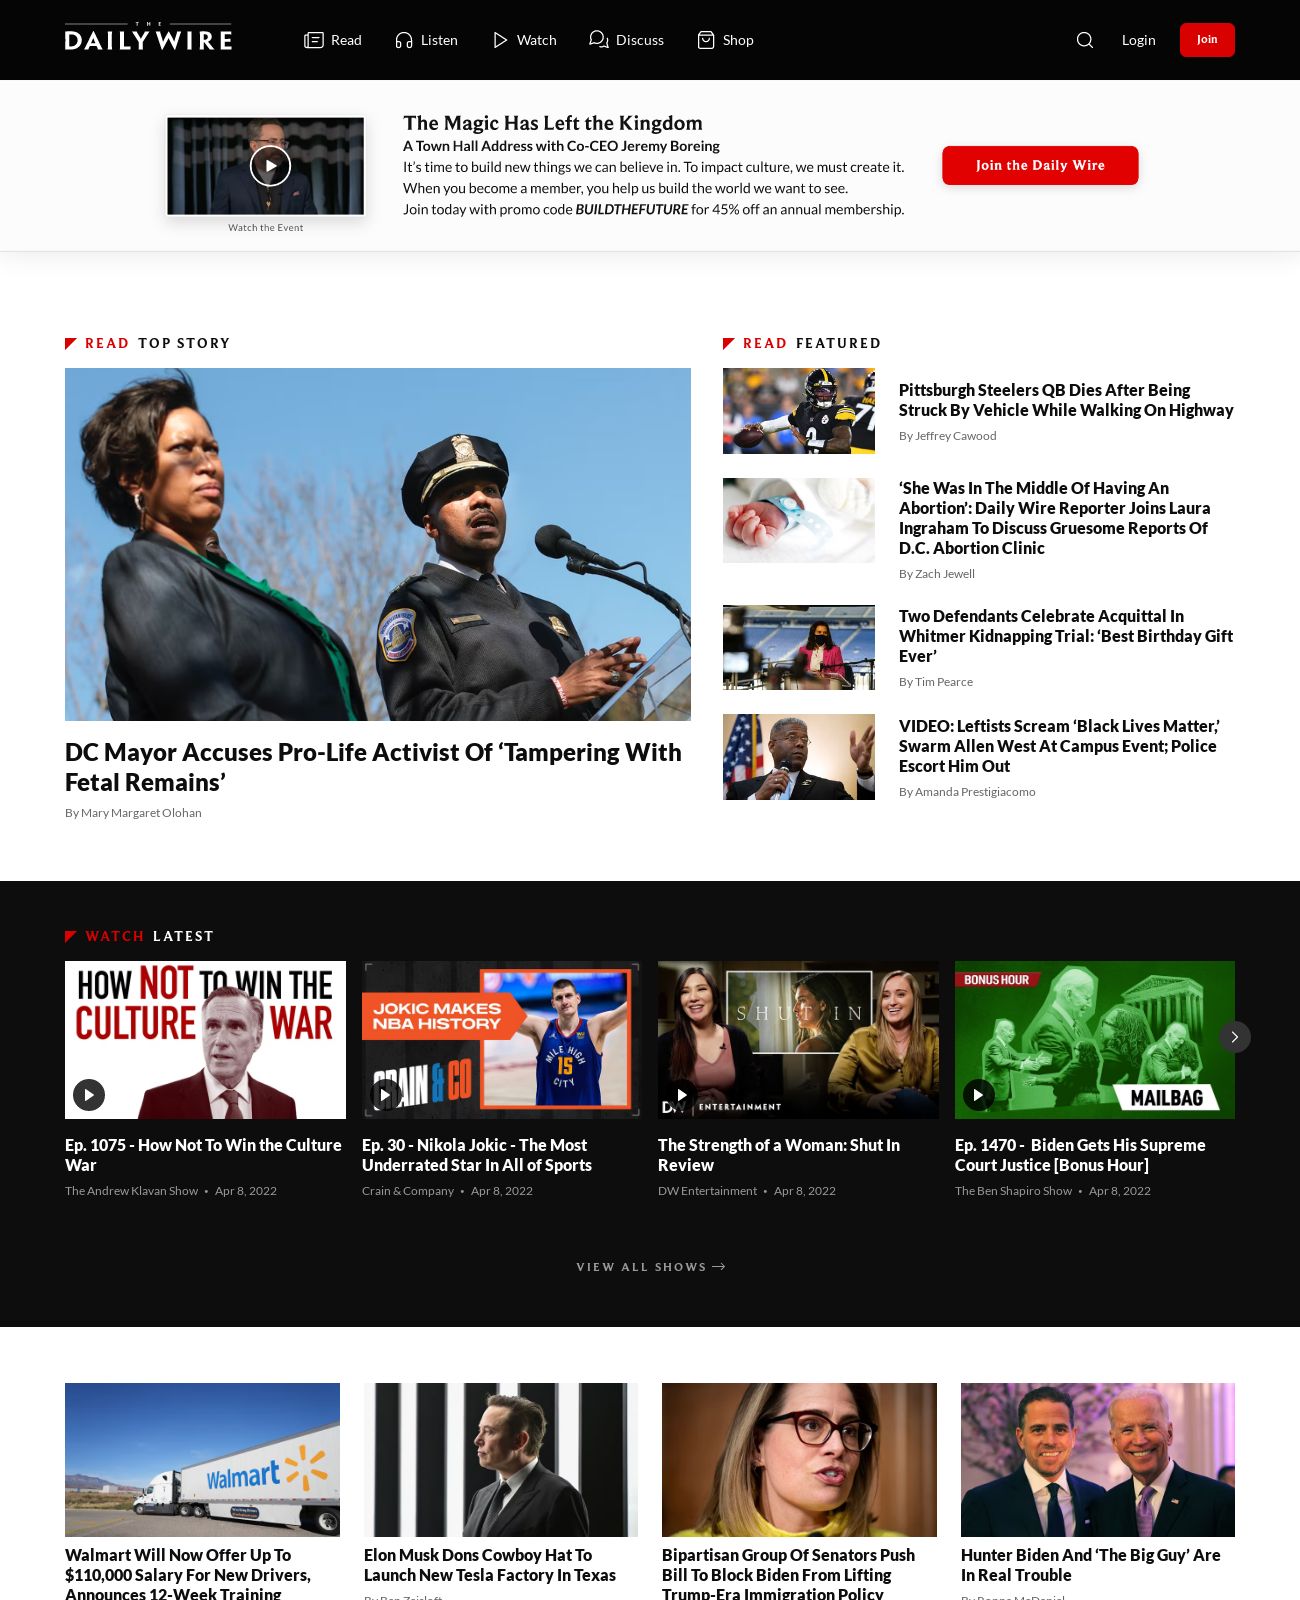 THE
DAILYWIRE
Read
Listen
Watch
Discuss
Shop
Login
Join
The Magic Has Left the Kingdom
A Town Hall Address with Co-CEO Jeremy Boreing
It's time to build new things we can believe in. To impact culture, we must create it.
When you become a member, you help us build the world we want to see.
Join today with promo code BUILDTHEFUTURE for 45% off an annual membership.
Watch the Event
Join the Daily Wire
READ TOP STORY
DC Mayor Accuses Pro-Life Activist Of ‘Tampering With
Fetal Remains’
By Mary Margaret Olohan
READ FEATURED
Pittsburgh Steelers QB Dies After Being
Struck By Vehicle While Walking On Highway
By Jeffrey Cawood
‘She Was In The Middle Of Having An
Abortion’: Daily Wire Reporter Joins Laura
Ingraham To Discuss Gruesome Reports Of
D.C. Abortion Clinic
By Zach Jewell
Two Defendants Celebrate Acquittal In
Whitmer Kidnapping Trial: ‘Best Birthday Gift
Ever’
By Tim Pearce
VIDEO: Leftists Scream ‘Black Lives Matter,’
Swarm Allen West At Campus Event; Police
Escort Him Out
By Amanda Prestigiacomo
WATCH LATEST
HOW NOT TO WIN THE
CULTURE WAR
Ep. 1075 - How Not To Win the Culture
War
The Andrew Klavan Show • Apr 8, 2022
JOKIC MAKES
NBA HISTORY
MILE HIGH
15
CITY
CRAIN & CO
Ep. 30 - Nikola Jokic - The Most
Underrated Star In All of Sports
Crain & Company • Apr 8, 2022
SHUT IN
DW ENTERTAINMENT
The Strength of a Woman: Shut In
Review
DW Entertainment • Apr 8, 2022
BONUS HOUR
MAILBAG
Ep. 1470 - Biden Gets His Supreme
Court Justice [Bonus Hour]
The Ben Shapiro Show • Apr 8, 2022
VIEW ALL SHOWS
Walmart
Walmart Will Now Offer Up To
$110,000 Salary For New Drivers,
Announces 12-Week Training
Elon Musk Dons Cowboy Hat To
Launch New Tesla Factory In Texas
Bipartisan Group Of Senators Push
Bill To Block Biden From Lifting
Trump-Era Immigration Policy
Hunter Biden And ‘The Big Guy’ Are
In Real Trouble